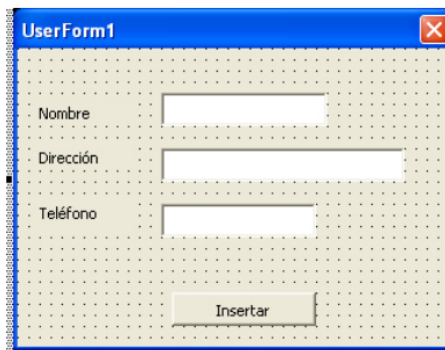 UserForm1
Nombre
Dirección
Teléfono
Insertar